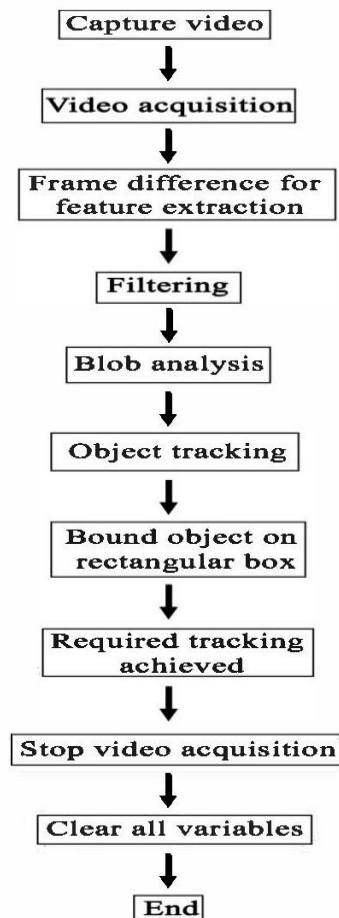 Capture video
Video acquisition
Frame difference for
feature extraction
Filtering
Blob analysis
Object tracking
Bound object on
rectangular box
Required tracking
achieved
Stop video acquisition
Clear all variables
End